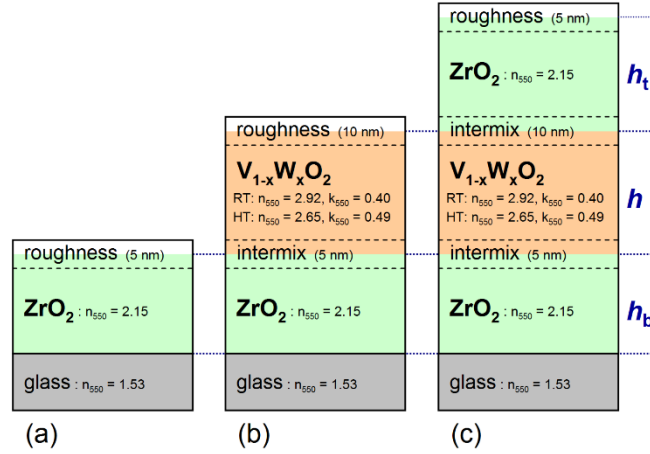 roughness (5 nm)
ZrO₂ : n₅₅₀ = 2.15
intermix (10 nm)
V₁₋ₓWₓO₂
RT: n₅₅₀ = 2.92, k₅₅₀ = 0.40
HT: n₅₅₀ = 2.65, k₅₅₀ = 0.49
intermix (5 nm)
ZrO₂ : n₅₅₀ = 2.15
glass : n₅₅₀ = 1.53
(c)
roughness (10 nm)
V₁₋ₓWₓO₂
RT: n₅₅₀ = 2.92, k₅₅₀ = 0.40
HT: n₅₅₀ = 2.65, k₅₅₀ = 0.49
intermix (5 nm)
ZrO₂ : n₅₅₀ = 2.15
glass : n₅₅₀ = 1.53
(b)
roughness (5 nm)
ZrO₂ : n₅₅₀ = 2.15
glass : n₅₅₀ = 1.53
(a)
hₜ
h
h_b